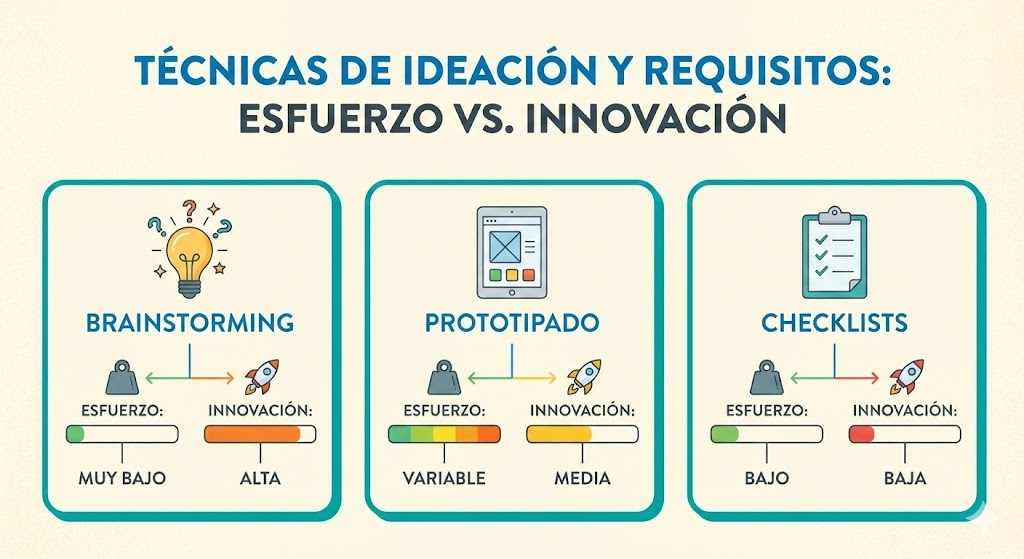 TÉCNICAS DE IDEACIÓN Y REQUISITOS:
ESFUERZO VS. INNOVACIÓN
BRAINSTORMING
ESFUERZO:
INNOVACIÓN:
MUY BAJO
ALTA
PROTOTIPADO
ESFUERZO:
INNOVACIÓN:
VARIABLE
MEDIA
CHECKLISTS
ESFUERZO:
INNOVACIÓN:
BAJO
BAJA